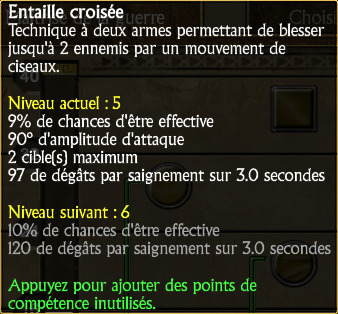 Entaille croisée
Technique à deux armes permettant de blesser
jusqu'à 2 ennemis par un mouvement de
ciseaux.
Niveau actuel : 5
9% de chances d'être effective
90° d'amplitude d'attaque
2 cible(s) maximum
97 de dégâts par saignement sur 3.0 secondes
Niveau suivant : 6
10% de chances d'être effective
120 de dégâts par saignement sur 3.0 secondes
Appuyez pour ajouter des points de
compétence inutilisés.